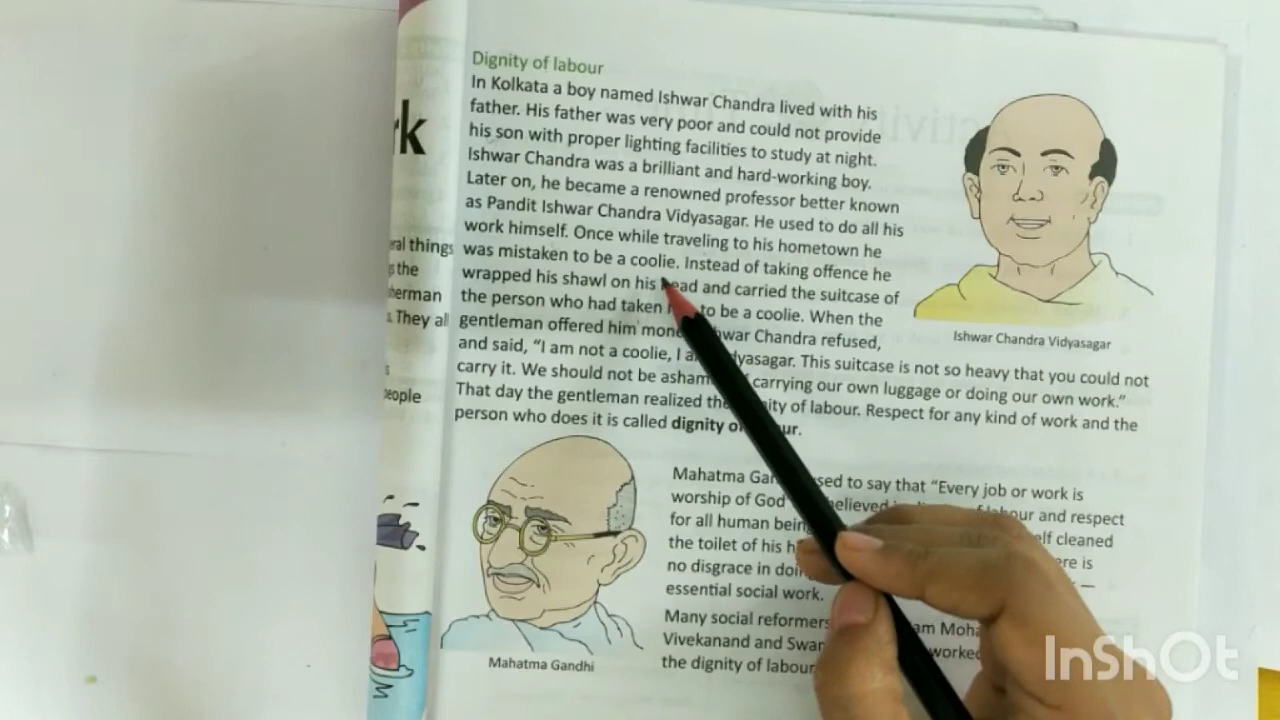 Dignity of labour
In Kolkata a boy named Ishwar Chandra lived with his
father. His father was very poor and could not provide
his son with proper lighting facilities to study at night.
Ishwar Chandra was a brilliant and hard-working boy.
Later on, he became a renowned professor better known
as Pandit Ishwar Chandra Vidyasagar. He used to do all his
work himself. Once while traveling to his hometown he
was mistaken to be a coolie. Instead of taking offence he
wrapped his shawl on his head and carried the suitcase of
the person who had taken to be a coolie. When the
gentleman offered him Chandra refused,
and said, “I am not a coolie, I This suitcase is not so heavy that you could not
carry it. We should not be carrying our own luggage or doing our own work.”
That day the gentleman realized the of labour. Respect for any kind of work and the
person who does it is called dignity
Ishwar Chandra Vidyasagar
rk
things
the
They all
Mahatma Gandhi
Mahatma used to say that “Every job or work is
worship of God believed labour and respect
for all human cleaned
the toilet of his is
no disgrace in —
essential social work.
Many social reformers
Vivekanand and worked
the dignity of labour
InShOt